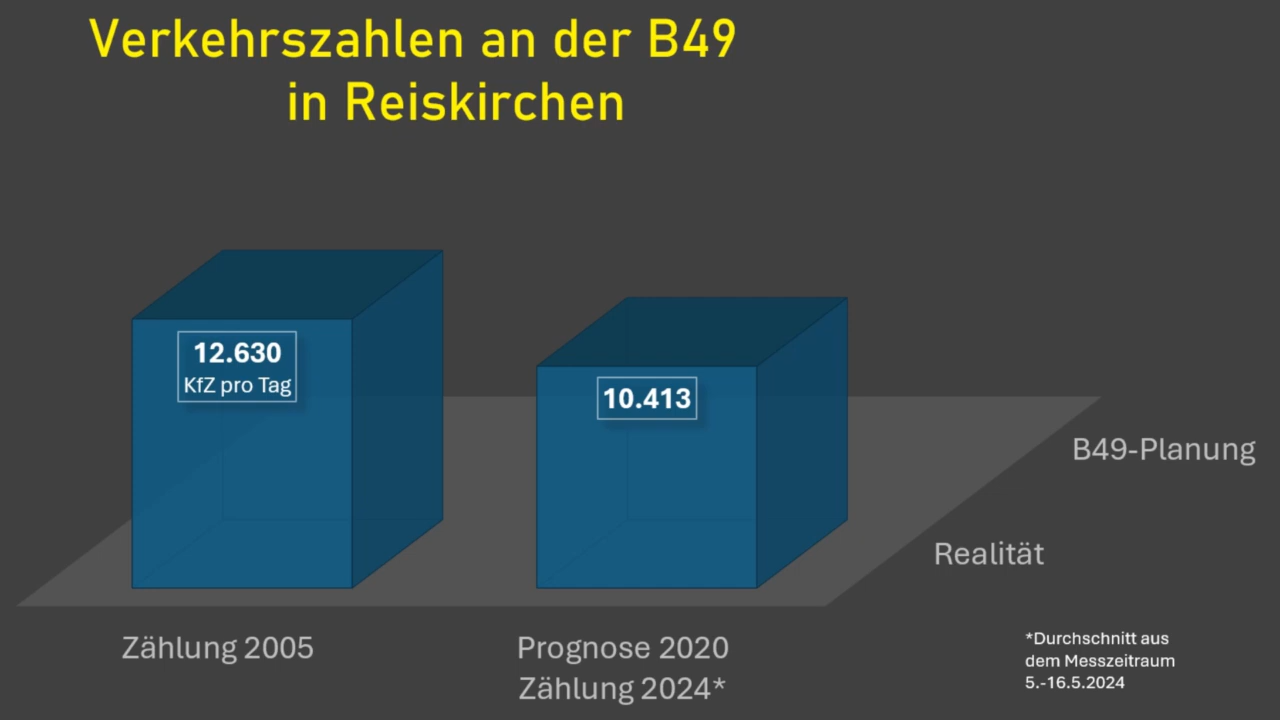 Verkehrszahlen an der B49
in Reiskirchen
12.630
KfZ pro Tag
10.413
B49-Planung
Realität
Zählung 2005
Prognose 2020
Zählung 2024*
*Durchschnitt aus
dem Messzeitraum
5.-16.5.2024